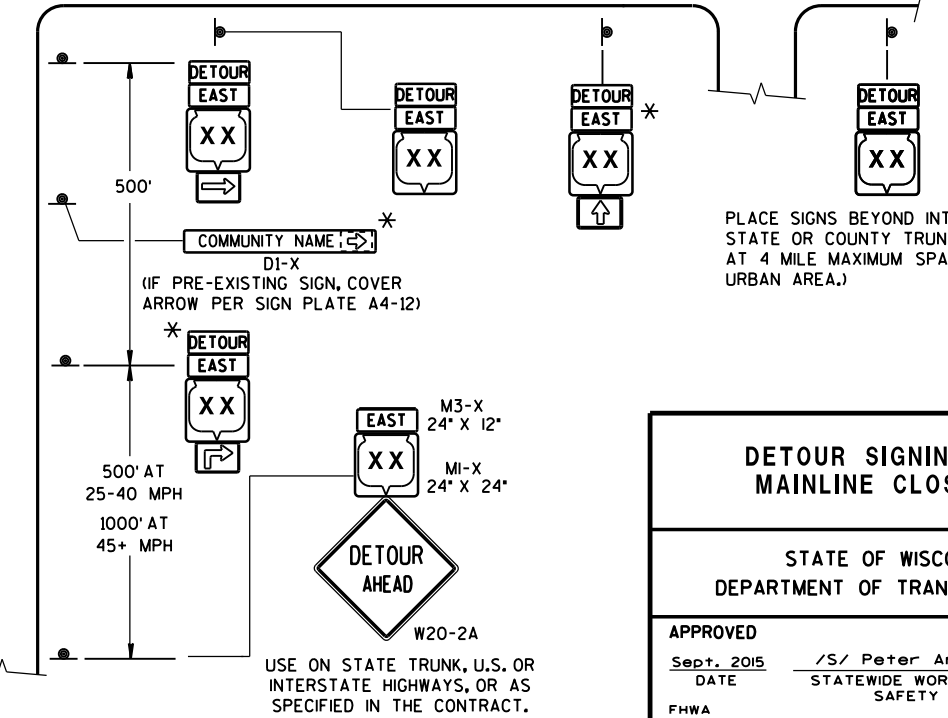 DETOUR
EAST
XX
500'
COMMUNITY NAME
*
D1-X
(IF PRE-EXISTING SIGN, COVER
ARROW PER SIGN PLATE A4-12)
DETOUR
EAST
XX
DETOUR
EAST
*
XX
DETOUR
EAST
XX
PLACE SIGNS BEYOND INT
STATE OR COUNTY TRUN
AT 4 MILE MAXIMUM SPA
URBAN AREA.)
*
DETOUR
EAST
XX
500' AT
25-40 MPH
1000' AT
45+ MPH
EAST
XX
M3-X
24" X 12"
M1-X
24" X 24"
DETOUR
AHEAD
W20-2A
USE ON STATE TRUNK, U.S. OR
INTERSTATE HIGHWAYS, OR AS
SPECIFIED IN THE CONTRACT.
DETOUR SIGNIN
MAINLINE CLOS
STATE OF WISCO
DEPARTMENT OF TRAN
APPROVED
Sept. 2015
DATE
/S/ Peter A
STATEWIDE WOR
SAFETY
FHWA